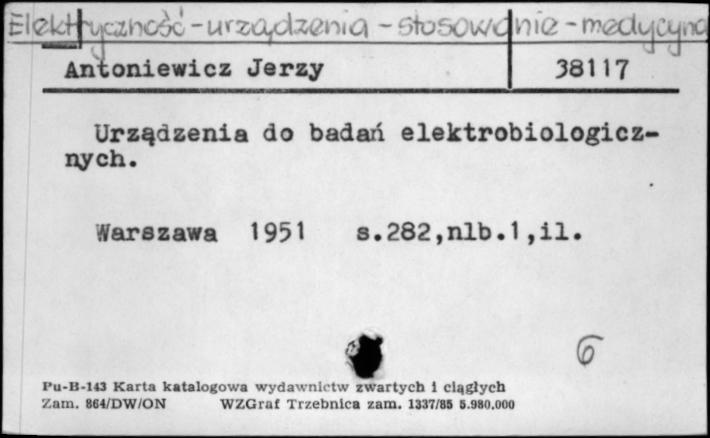 Elektryczność - urządzenia - stosowanie - medycyna
Antoniewicz Jerzy 38117
Urządzenia do badań elektrobiologicz-
nych.
Warszawa 1951 s.282,nlb.1,il.
6
Pu-B-143 Karta katalogowa wydawnictw zwartych i ciągłych
Zam. 864/DW/ON WZGraf Trzebnica zam. 1337/85 5.980.000